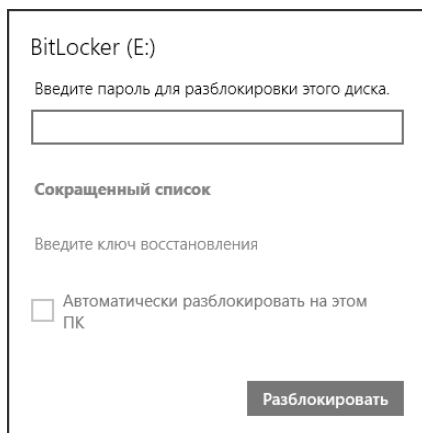 BitLocker (E:)
Введите пароль для разблокировки этого диска.
Сокращенный список
Введите ключ восстановления
Автоматически разблокировать на этом
ПК
Разблокировать